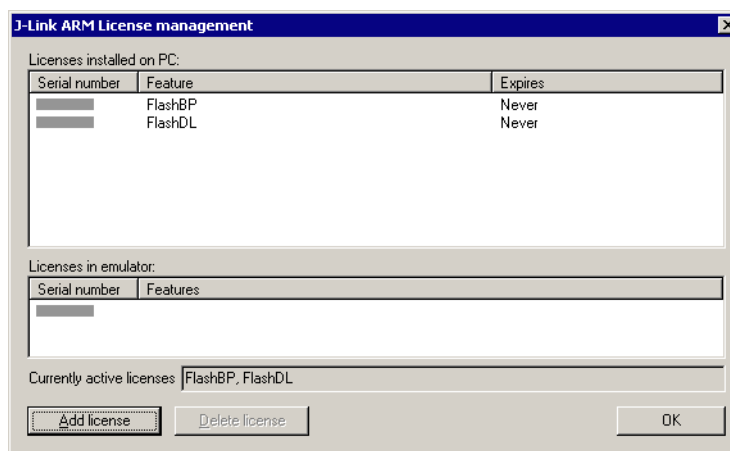 J-Link ARM License management
Licenses installed on PC:
Serial number Feature Expires
FlashBP Never
FlashDL Never
Licenses in emulator:
Serial number Features
Currently active licenses FlashBP, FlashDL
Add license Delete license OK